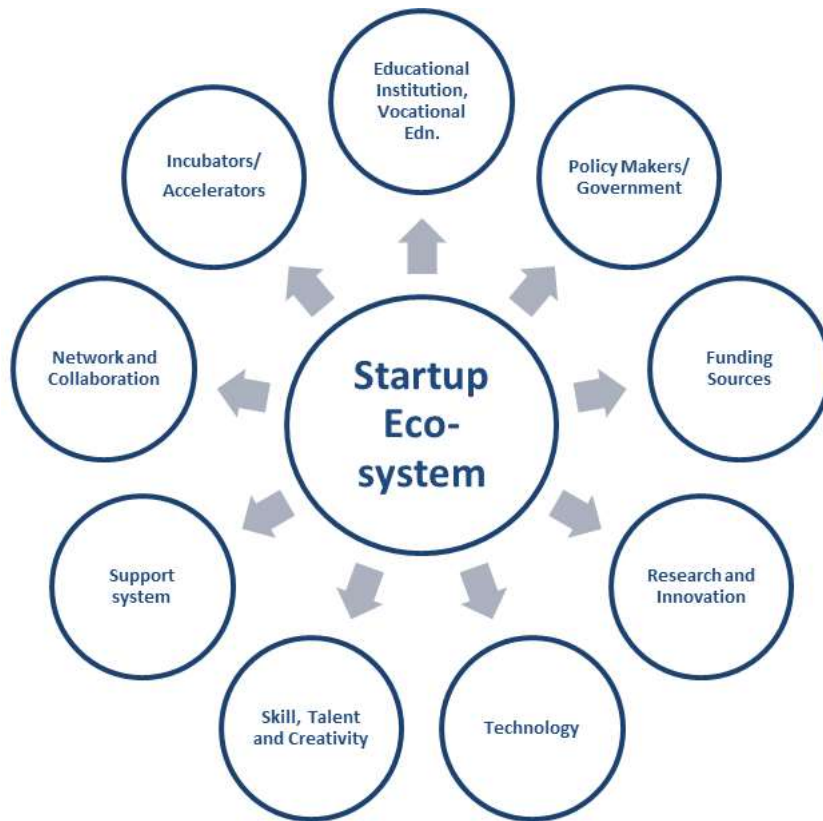 Educational
Institution,
Vocational
Edn.
Policy Makers/
Government
Funding
Sources
Research and
Innovation
Technology
Skill, Talent
and Creativity
Support
system
Network and
Collaboration
Incubators/
Accelerators
Startup
Eco-
system